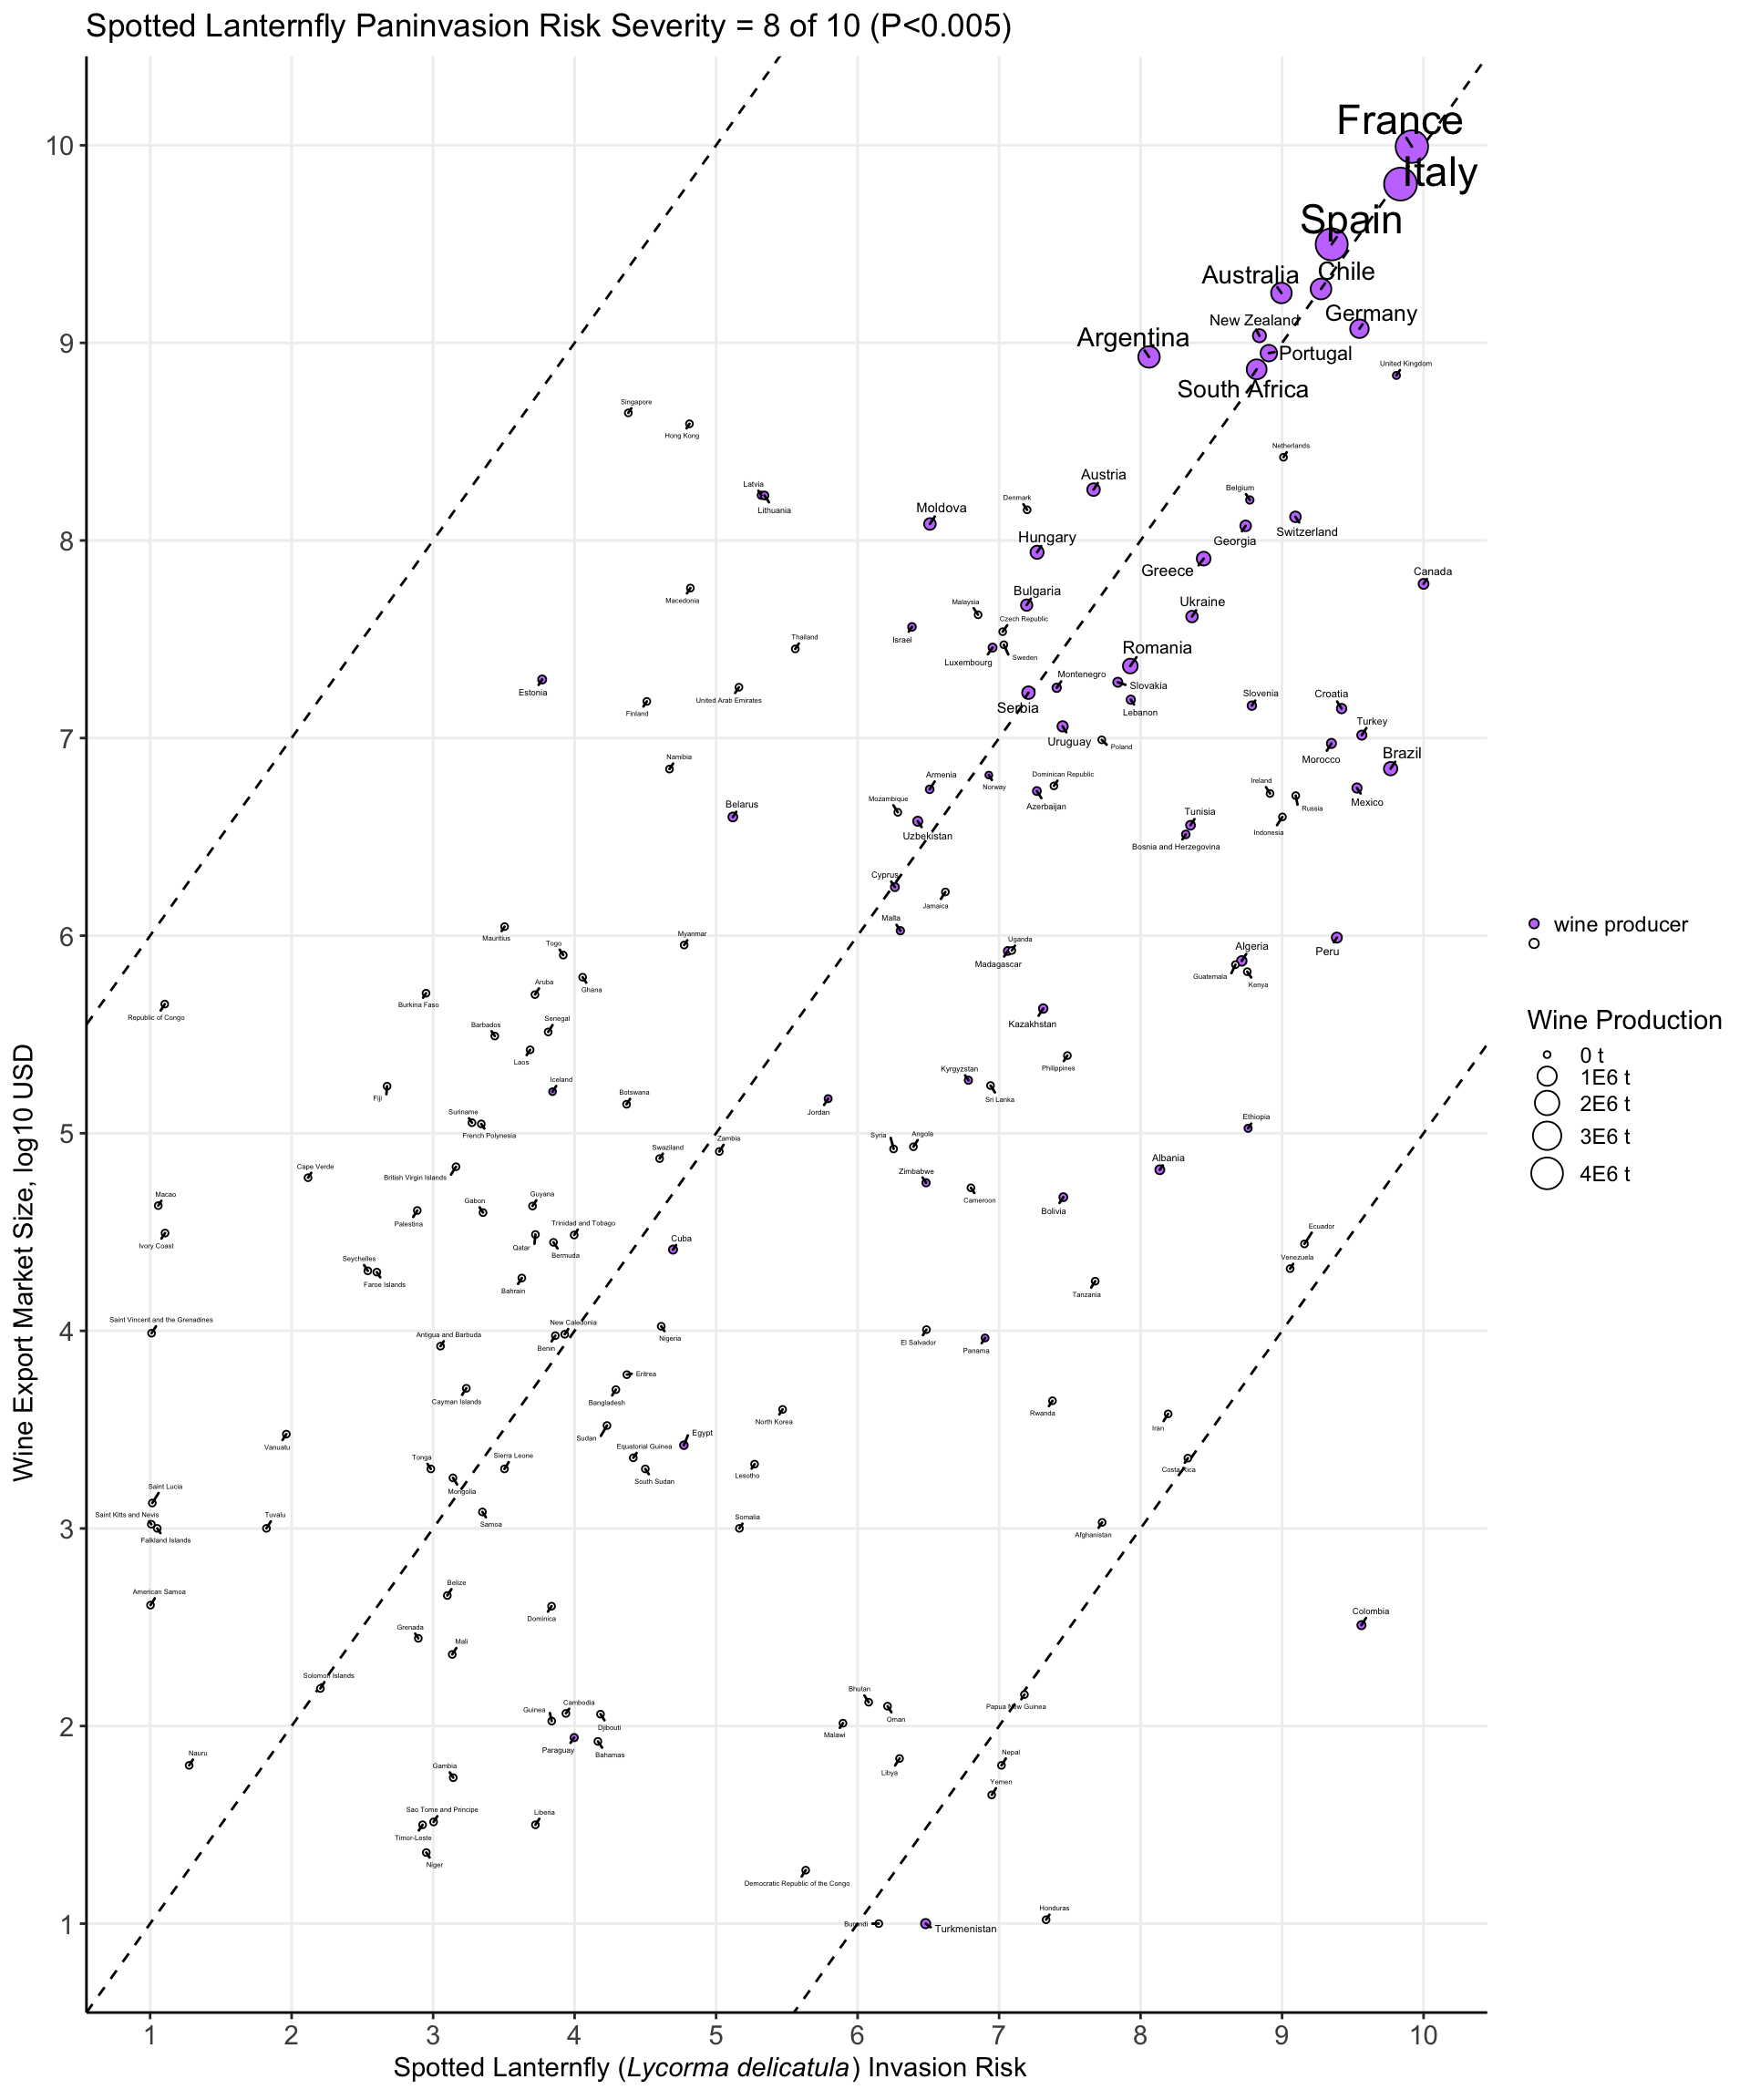 Spotted Lanternfly Paninvasion Risk Severity = 8 of 10 (P<0.005)
Wine Export Market Size, log10 USD
10
9
8
7
6
5
4
3
2
1
France
Italy
Spain
Australia
Chile
Germany
New Zealand
Argentina
Portugal
United Kingdom
South Africa
Singapore
Hong Kong
Netherlands
Austria
Latvia
Lithuania
Belgium
Denmark
Moldova
Switzerland
Georgia
Hungary
Greece
Canada
Macedonia
Bulgaria
Malaysia
Ukraine
Czech Republic
Israel
Thailand
Luxembourg
Sweden
Romania
Estonia
United Arab Emirates
Finland
Montenegro
Slovakia
Serbia
Lebanon
Slovenia
Croatia
Turkey
Uruguay
Poland
Morocco
Brazil
Namibia
Armenia
Norway
Dominican Republic
Azerbaijan
Ireland
Russia
Mexico
Mozambique
Belarus
Uzbekistan
Tunisia
Indonesia
Bosnia and Herzegovina
Cyprus
Jamaica
Malta
Mauritius
Togo
Myanmar
Uganda
Madagascar
Algeria
Peru
Guatemala
Kenya
Aruba
Ghana
Burkina Faso
Republic of Congo
Kazakhstan
Barbados
Senegal
Laos
Philippines
Fiji
Iceland
Kyrgyzstan
Sri Lanka
Botswana
Jordan
Suriname
French Polynesia
Ethiopia
Zambia
Syria
Angola
Swaziland
Cape Verde
British Virgin Islands
Albania
Zimbabwe
Cameroon
Bolivia
Macao
Palestina
Gabon
Guyana
Ivory Coast
Qatar
Trinidad and Tobago
Bermuda
Cuba
Ecuador
Venezuela
Seychelles
Faroe Islands
Bahrain
Tanzania
Saint Vincent and the Grenadines
Antigua and Barbuda
New Caledonia
Benin
Nigeria
El Salvador
Panama
Eritrea
Bangladesh
Cayman Islands
Rwanda
North Korea
Iran
Vanuatu
Sudan
Egypt
Equatorial Guinea
South Sudan
Costa Rica
Tonga
Sierra Leone
Mongolia
Lesotho
Saint Lucia
Saint Kitts and Nevis
Falkland Islands
Tuvalu
Samoa
Somalia
Afghanistan
American Samoa
Belize
Dominica
Colombia
Grenada
Mali
Solomon Islands
Papua New Guinea
Bhutan
Oman
Malawi
Guinea
Cambodia
Djibouti
Paraguay
Bahamas
Libya
Nepal
Nauru
Gambia
Yemen
Sao Tome and Principe
Timor-Leste
Liberia
Niger
Democratic Republic of the Congo
Burundi
Turkmenistan
Honduras
1 2 3 4 5 6 7 8 9 10
Spotted Lanternfly (Lycorma delicatula) Invasion Risk
wine producer
Wine Production
0 t
1E6 t
2E6 t
3E6 t
4E6 t